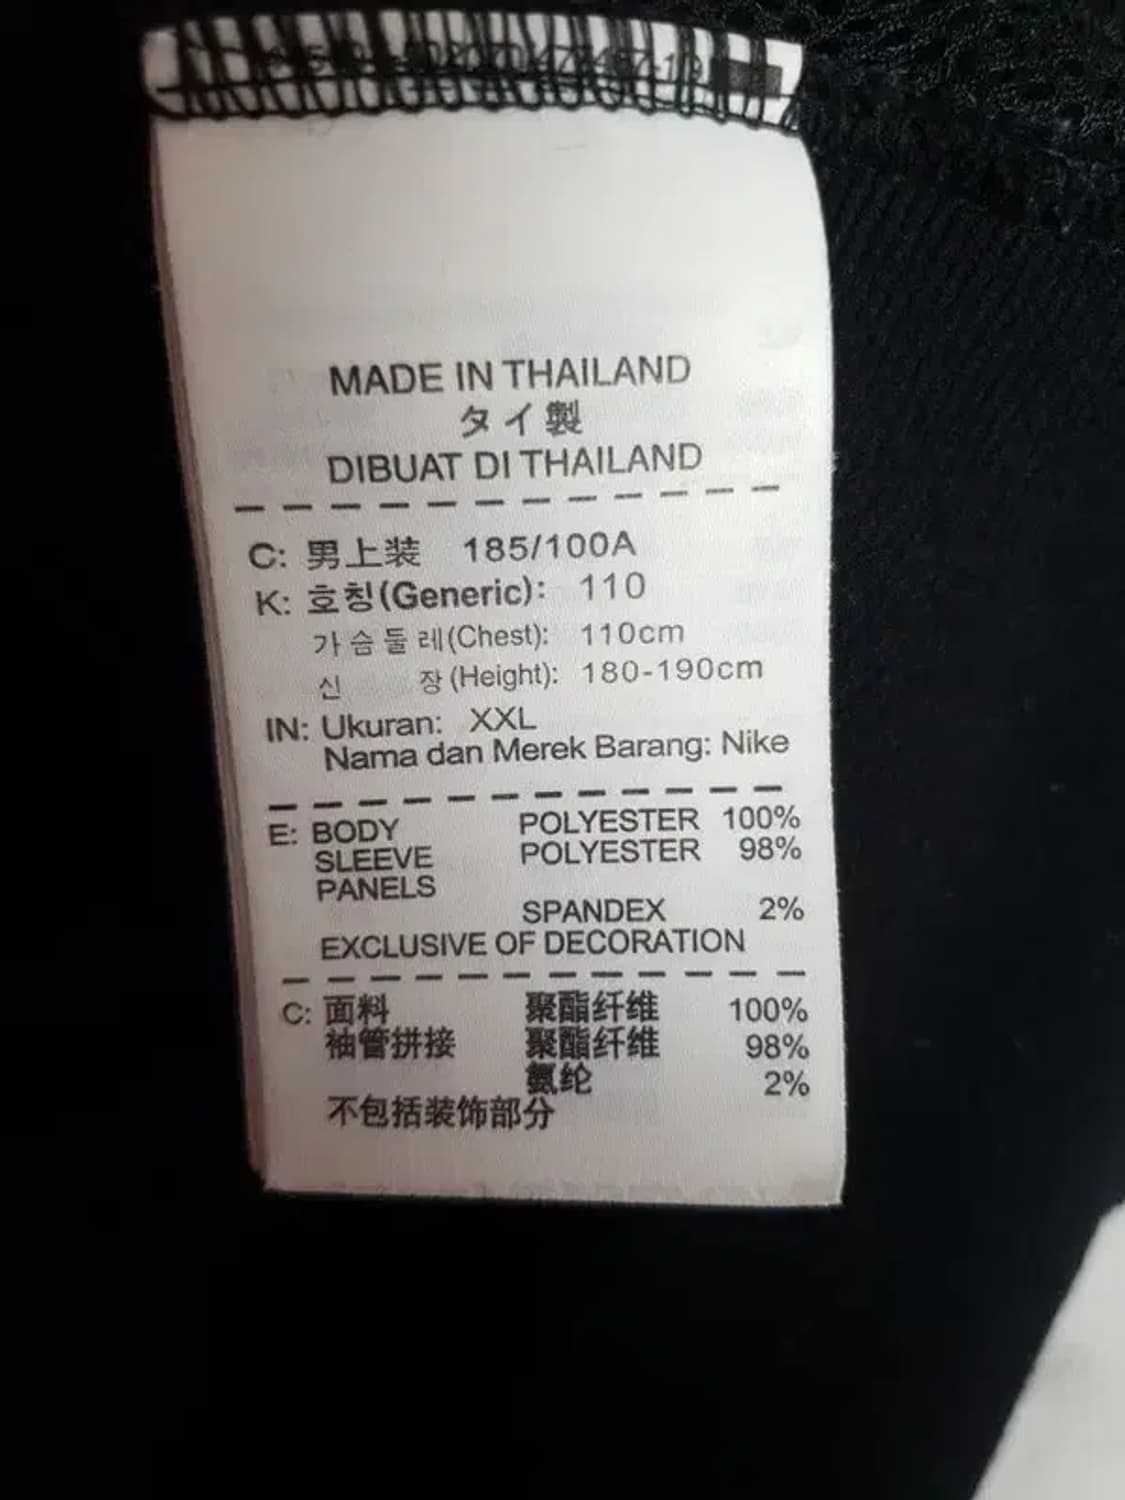 MADE IN THAILAND
タイ製
DIBUAT DI THAILAND
C: 男上装 185/100A
K: 호칭(Generic): 110
가슴둘레(Chest): 110cm
신 장(Height): 180-190cm
IN: Ukuran: XXL
Nama dan Merek Barang: Nike
E: BODY POLYESTER 100%
SLEEVE POLYESTER 98%
PANELS
SPANDEX 2%
EXCLUSIVE OF DECORATION
C: 面料 聚酯纤维 100%
袖管拼接 聚酯纤维 98%
氨纶 2%
不包括装饰部分